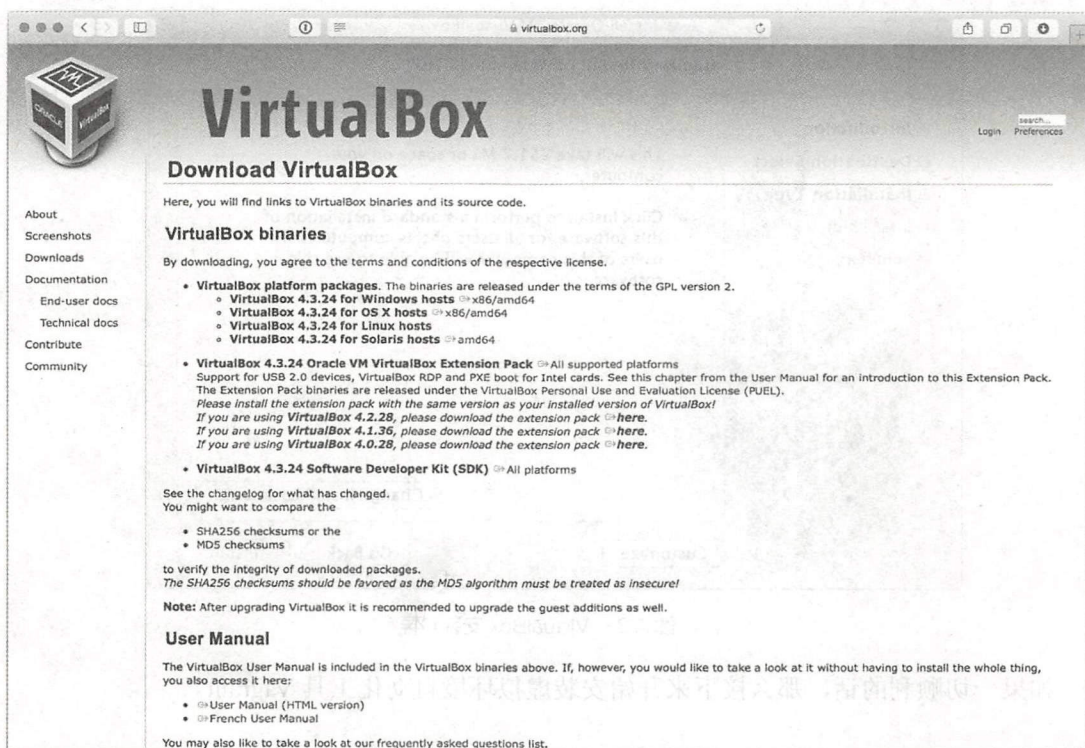 virtualbox.org
ORACLE
VirtualBox
VirtualBox
search...
Login Preferences
Download VirtualBox
About
Screenshots
Downloads
Documentation
End-user docs
Technical docs
Contribute
Community
Here, you will find links to VirtualBox binaries and its source code.
VirtualBox binaries
By downloading, you agree to the terms and conditions of the respective license.
• VirtualBox platform packages. The binaries are released under the terms of the GPL version 2.
◦ VirtualBox 4.3.24 for Windows hosts x86/amd64
◦ VirtualBox 4.3.24 for OS X hosts x86/amd64
◦ VirtualBox 4.3.24 for Linux hosts
◦ VirtualBox 4.3.24 for Solaris hosts amd64
• VirtualBox 4.3.24 Oracle VM VirtualBox Extension Pack All supported platforms
Support for USB 2.0 devices, VirtualBox RDP and PXE boot for Intel cards. See this chapter from the User Manual for an introduction to this Extension Pack.
The Extension Pack binaries are released under the VirtualBox Personal Use and Evaluation License (PUEL).
Please install the extension pack with the same version as your installed version of VirtualBox!
If you are using VirtualBox 4.2.28, please download the extension pack here.
If you are using VirtualBox 4.1.36, please download the extension pack here.
If you are using VirtualBox 4.0.28, please download the extension pack here.
• VirtualBox 4.3.24 Software Developer Kit (SDK) All platforms
See the changelog for what has changed.
You might want to compare the
• SHA256 checksums or the
• MD5 checksums
to verify the integrity of downloaded packages.
The SHA256 checksums should be favored as the MD5 algorithm must be treated as insecure!
Note: After upgrading VirtualBox it is recommended to upgrade the guest additions as well.
User Manual
The VirtualBox User Manual is included in the VirtualBox binaries above. If, however, you would like to take a look at it without having to install the whole thing,
you also access it here:
• User Manual (HTML version)
• French User Manual
You may also like to take a look at our frequently asked questions list.